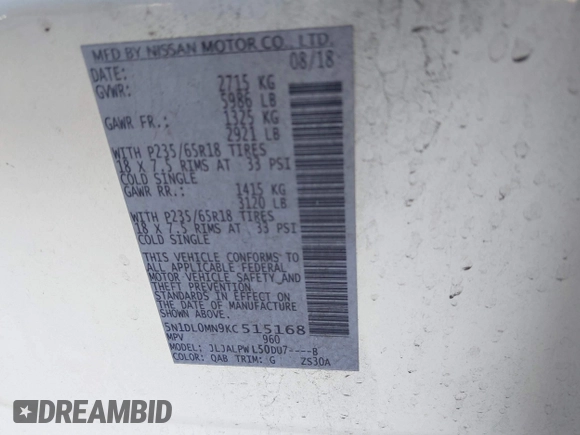 MFD BY NISSAN MOTOR CO., LTD.
DATE: 08/18
GVWR: 2715 KG
5986 LB
GAWR FR.: 1325 KG
2921 LB
WITH P235/65R18 TIRES
18 X 7.5 RIMS AT 33 PSI
COLD SINGLE
GAWR RR.: 1415 KG
3120 LB
WITH P235/65R18 TIRES
18 X 7.5 RIMS AT 33 PSI
COLD SINGLE
THIS VEHICLE CONFORMS TO
ALL APPLICABLE FEDERAL
MOTOR VEHICLE SAFETY AND
THEFT PREVENTION
STANDARDS IN EFFECT ON THE
DATE OF MANUFACTURE
SHOWN ABOVE.
5N1DL0MN9KC515168
MPV 960
MODEL: JLJALPWL50DU7----B
COLOR: QAB TRIM: G ZS30A
DREAMBID